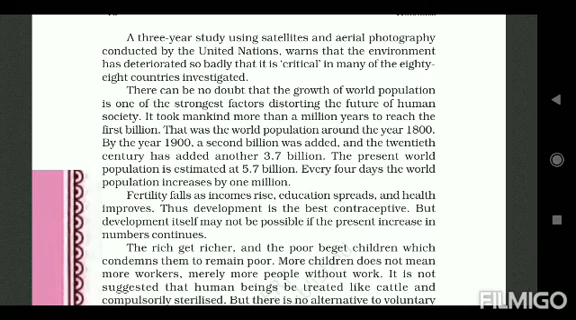 A three-year study using satellites and aerial photography
conducted by the United Nations, warns that the environment
has deteriorated so badly that it is 'critical' in many of the eighty-
eight countries investigated.
There can be no doubt that the growth of world population
is one of the strongest factors distorting the future of human
society. It took mankind more than a million years to reach the
first billion. That was the world population around the year 1800.
By the year 1900, a second billion was added, and the twentieth
century has added another 3.7 billion. The present world
population is estimated at 5.7 billion. Every four days the world
population increases by one million.
Fertility falls as incomes rise, education spreads, and health
improves. Thus development is the best contraceptive. But
development itself may not be possible if the present increase in
numbers continues.
The rich get richer, and the poor beget children which
condemns them to remain poor. More children does not mean
more workers, merely more people without work. It is not
suggested that human beings be treated like cattle and
compulsorily sterilised. But there is no alternative to voluntary
FILMIGO